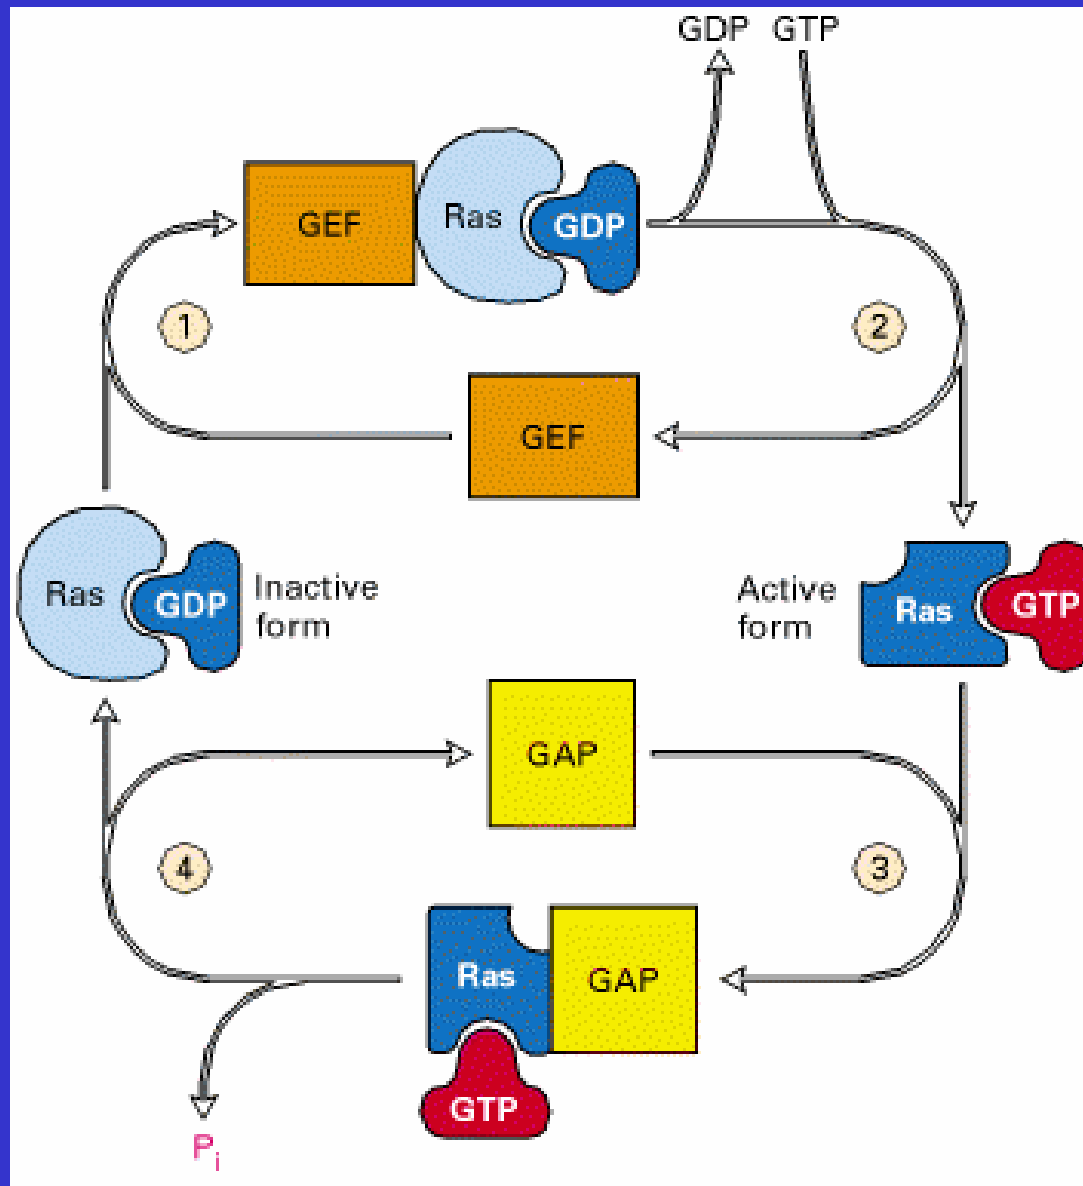 GDP GTP
GEF
Ras
GDP
1
2
GEF
Ras
GDP
Inactive
form
Active
form
Ras
GTP
GAP
4
3
Ras
GAP
GTP
Pi